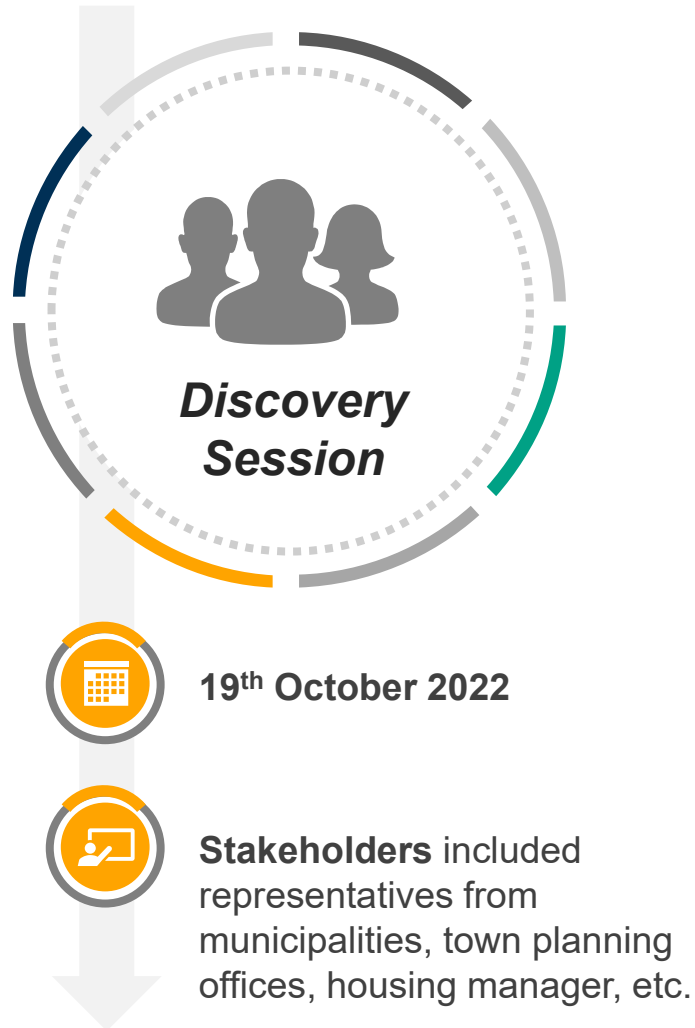 Discovery
Session
19th October 2022
Stakeholders included
representatives from
municipalities, town planning
offices, housing manager, etc.